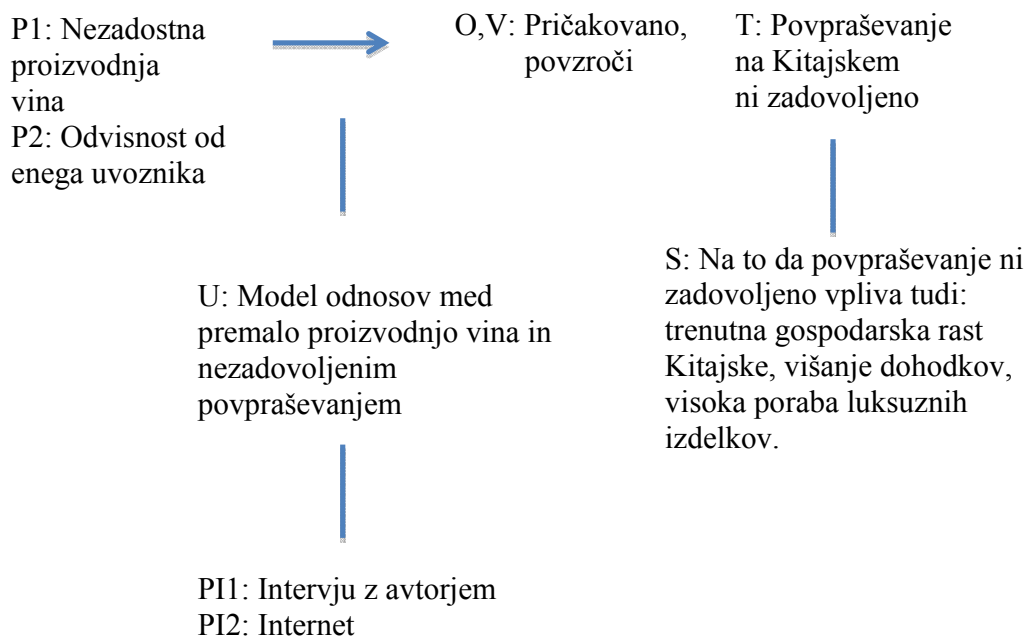 P1: Nezadostna
proizvodnja
vina
P2: Odvisnost od
enega uvoznika
O,V: Pričakovano,
povzroči
T: Povpraševanje
na Kitajskem
ni zadovoljeno
U: Model odnosov med
premalo proizvodnjo vina in
nezadovoljenim
povpraševanjem
S: Na to da povpraševanje ni
zadovoljeno vpliva tudi:
trenutna gospodarska rast
Kitajske, višanje dohodkov,
visoka poraba luksuznih
izdelkov.
PI1: Intervju z avtorjem
PI2: Internet